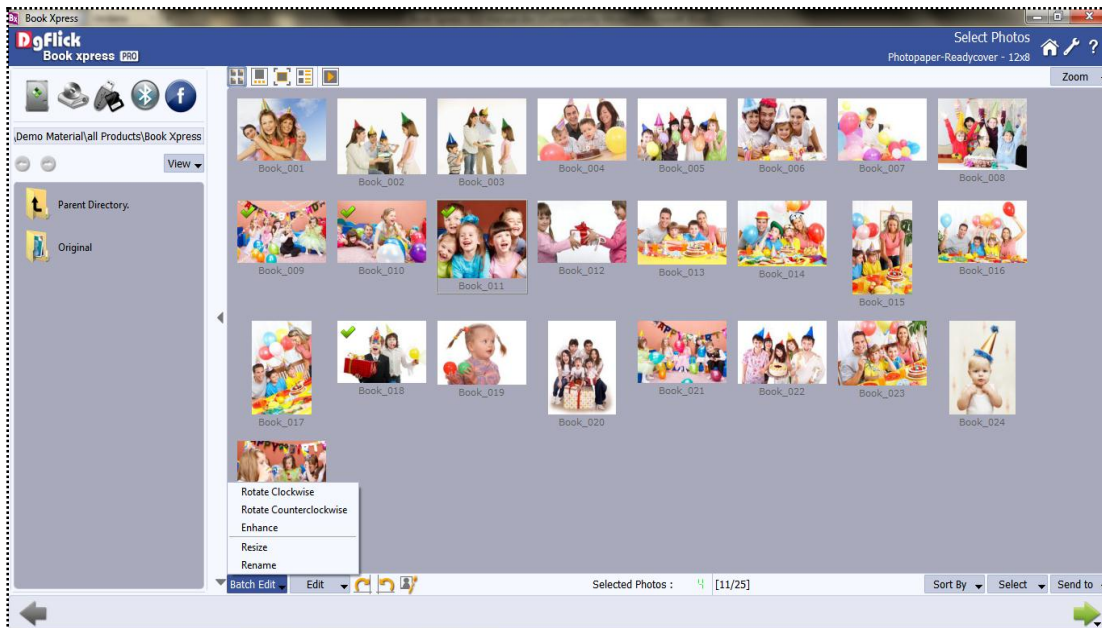 Book Xpress
DgFlick
Book xpress PRO
Select Photos
Photopaper-Readycover - 12x8
?
Zoom
f
,Demo Material\all Products\Book Xpress
View
Parent Directory.
Original
Book_001
Book_002
Book_003
Book_004
Book_005
Book_006
Book_007
Book_008
Book_009
Book_010
Book_011
Book_012
Book_013
Book_014
Book_015
Book_016
Book_017
Book_018
Book_019
Book_020
Book_021
Book_022
Book_023
Book_024
Rotate Clockwise
Rotate Counterclockwise
Enhance
Resize
Rename
Batch Edit
Edit
Selected Photos : 4 [11/25]
Sort By
Select
Send to